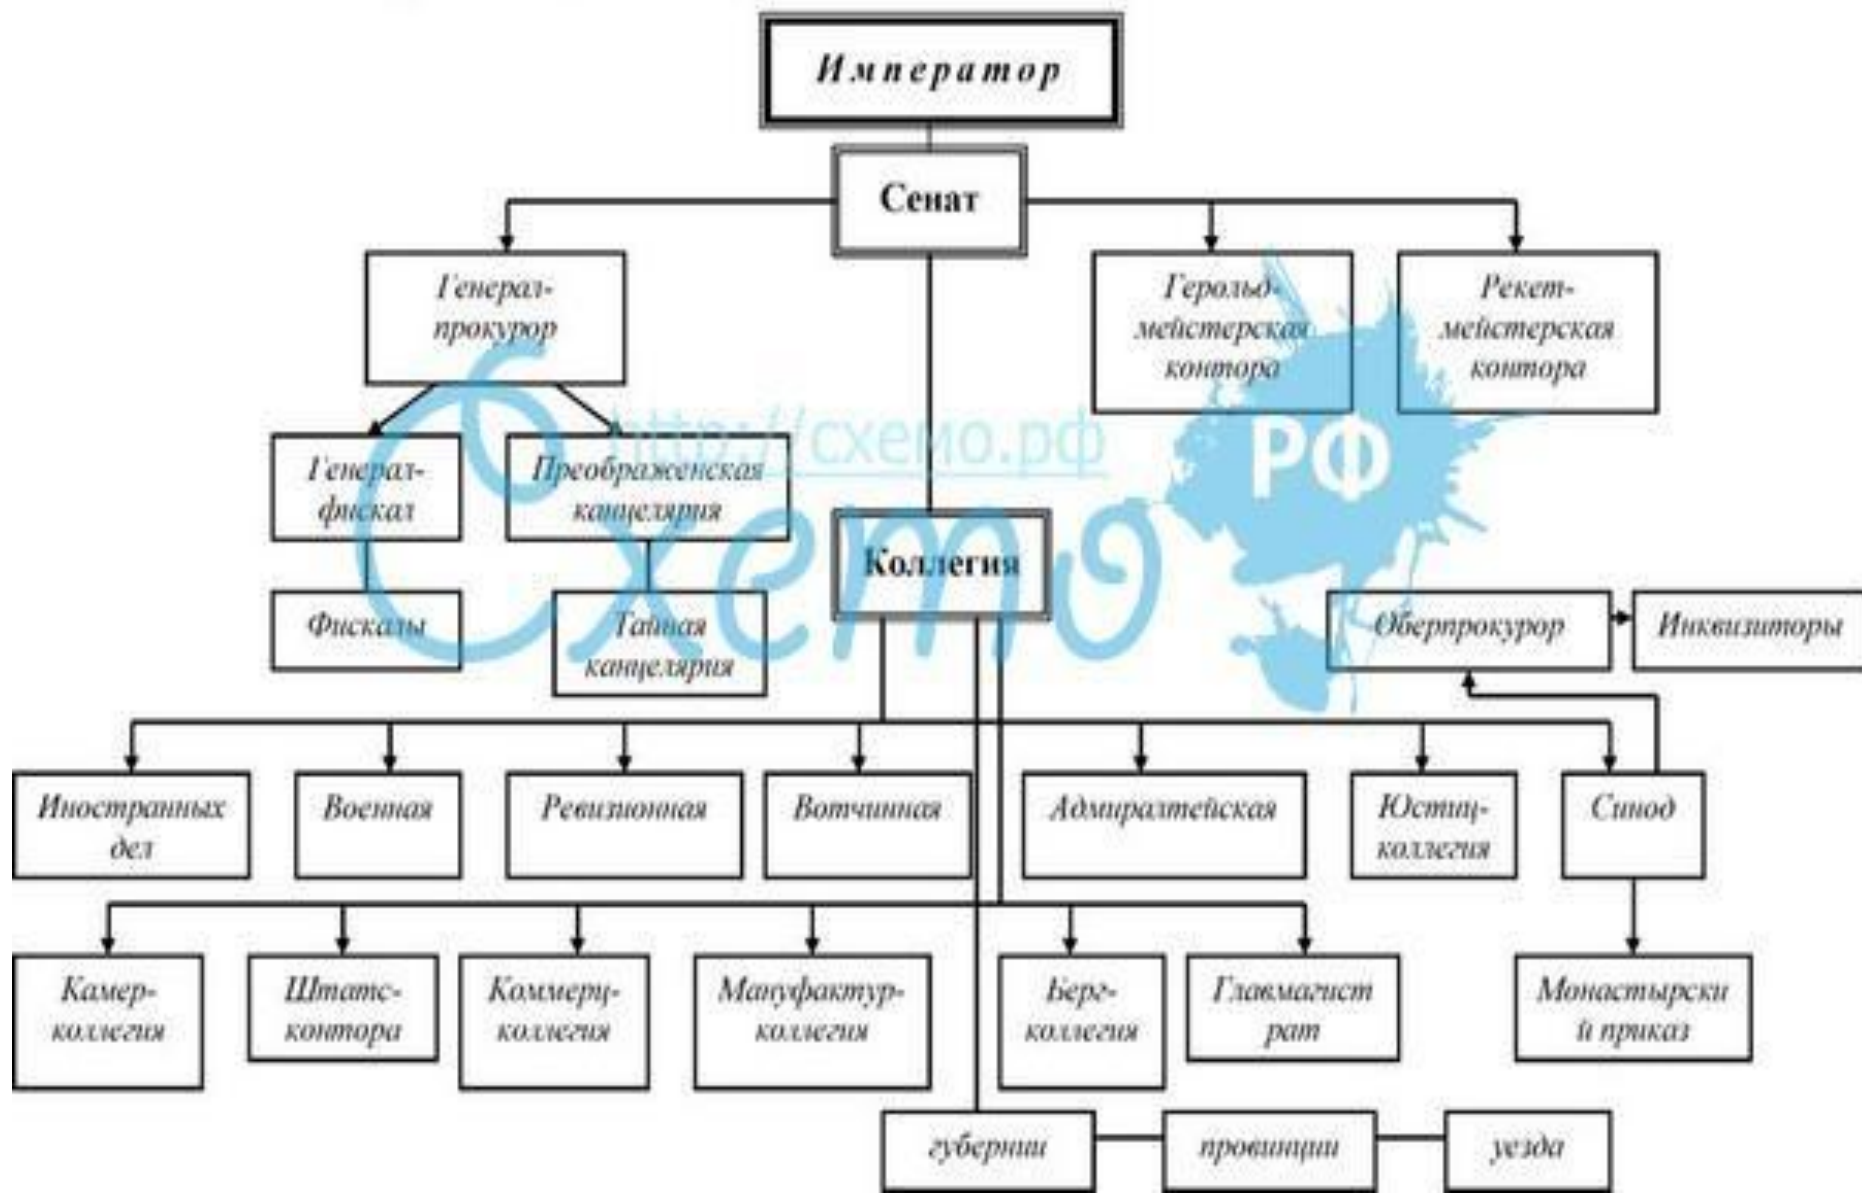 Император
Сенат
Генерал-
прокурор
Герольд-
мейстерская
контора
Рекет-
мейстерская
контора
http://схемо.рф
РФ
Схемо
Генерал-
фискал
Преображенская
канцелярия
Коллегия
Фискалы
Тайная
канцелярия
Оберпрокурор
Инквизиторы
Иностранных
дел
Военная
Ревизионная
Вотчинная
Адмиралтейская
Юстиц-
коллегия
Синод
Камер-
коллегия
Штатс-
контора
Коммерц-
коллегия
Мануфактур-
коллегия
Берг-
коллегия
Главмагист
рат
Монастырски
й приказ
губернии
провинции
уезда